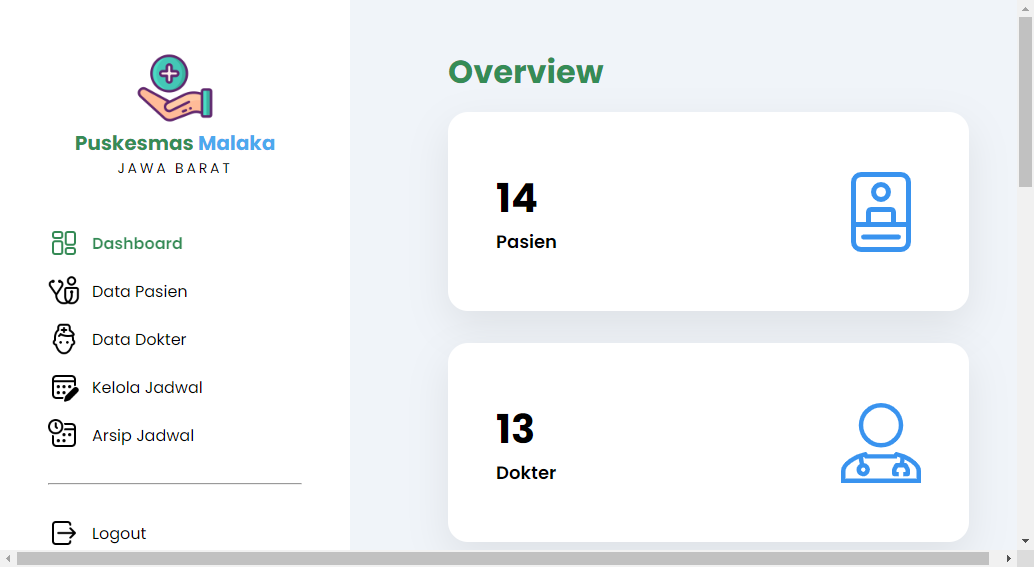 Puskesmas Malaka
JAWA BARAT
Dashboard
Data Pasien
Data Dokter
Kelola Jadwal
Arsip Jadwal
Logout
Overview
14
Pasien
13
Dokter